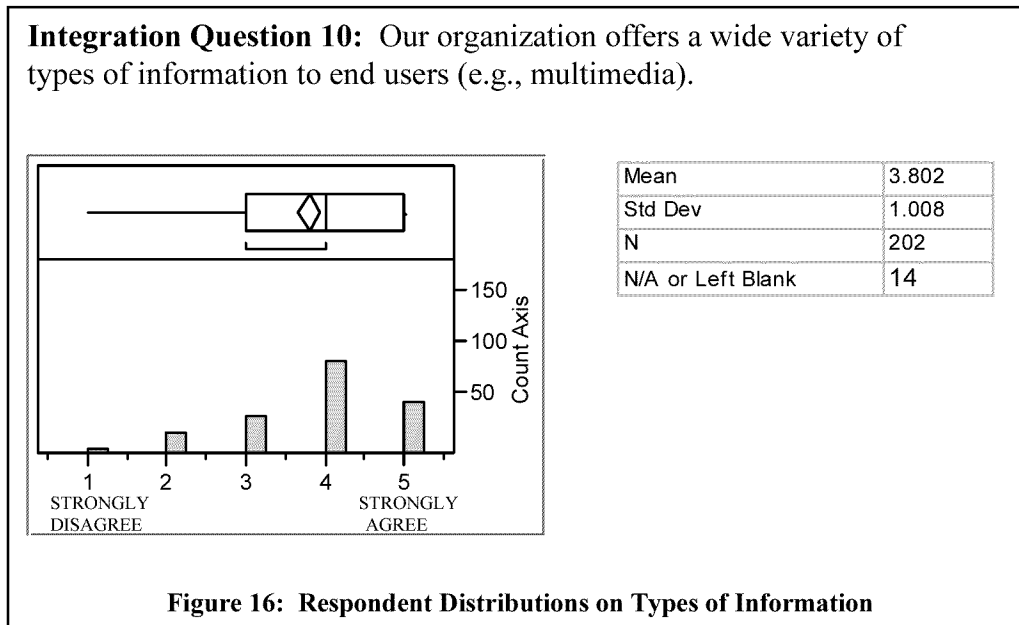 Integration Question 10: Our organization offers a wide variety of
types of information to end users (e.g., multimedia).
150
100
50
Count Axis
1 2 3 4 5
STRONGLY DISAGREE
STRONGLY AGREE
Mean 3.802
Std Dev 1.008
N 202
N/A or Left Blank 14
Figure 16: Respondent Distributions on Types of Information